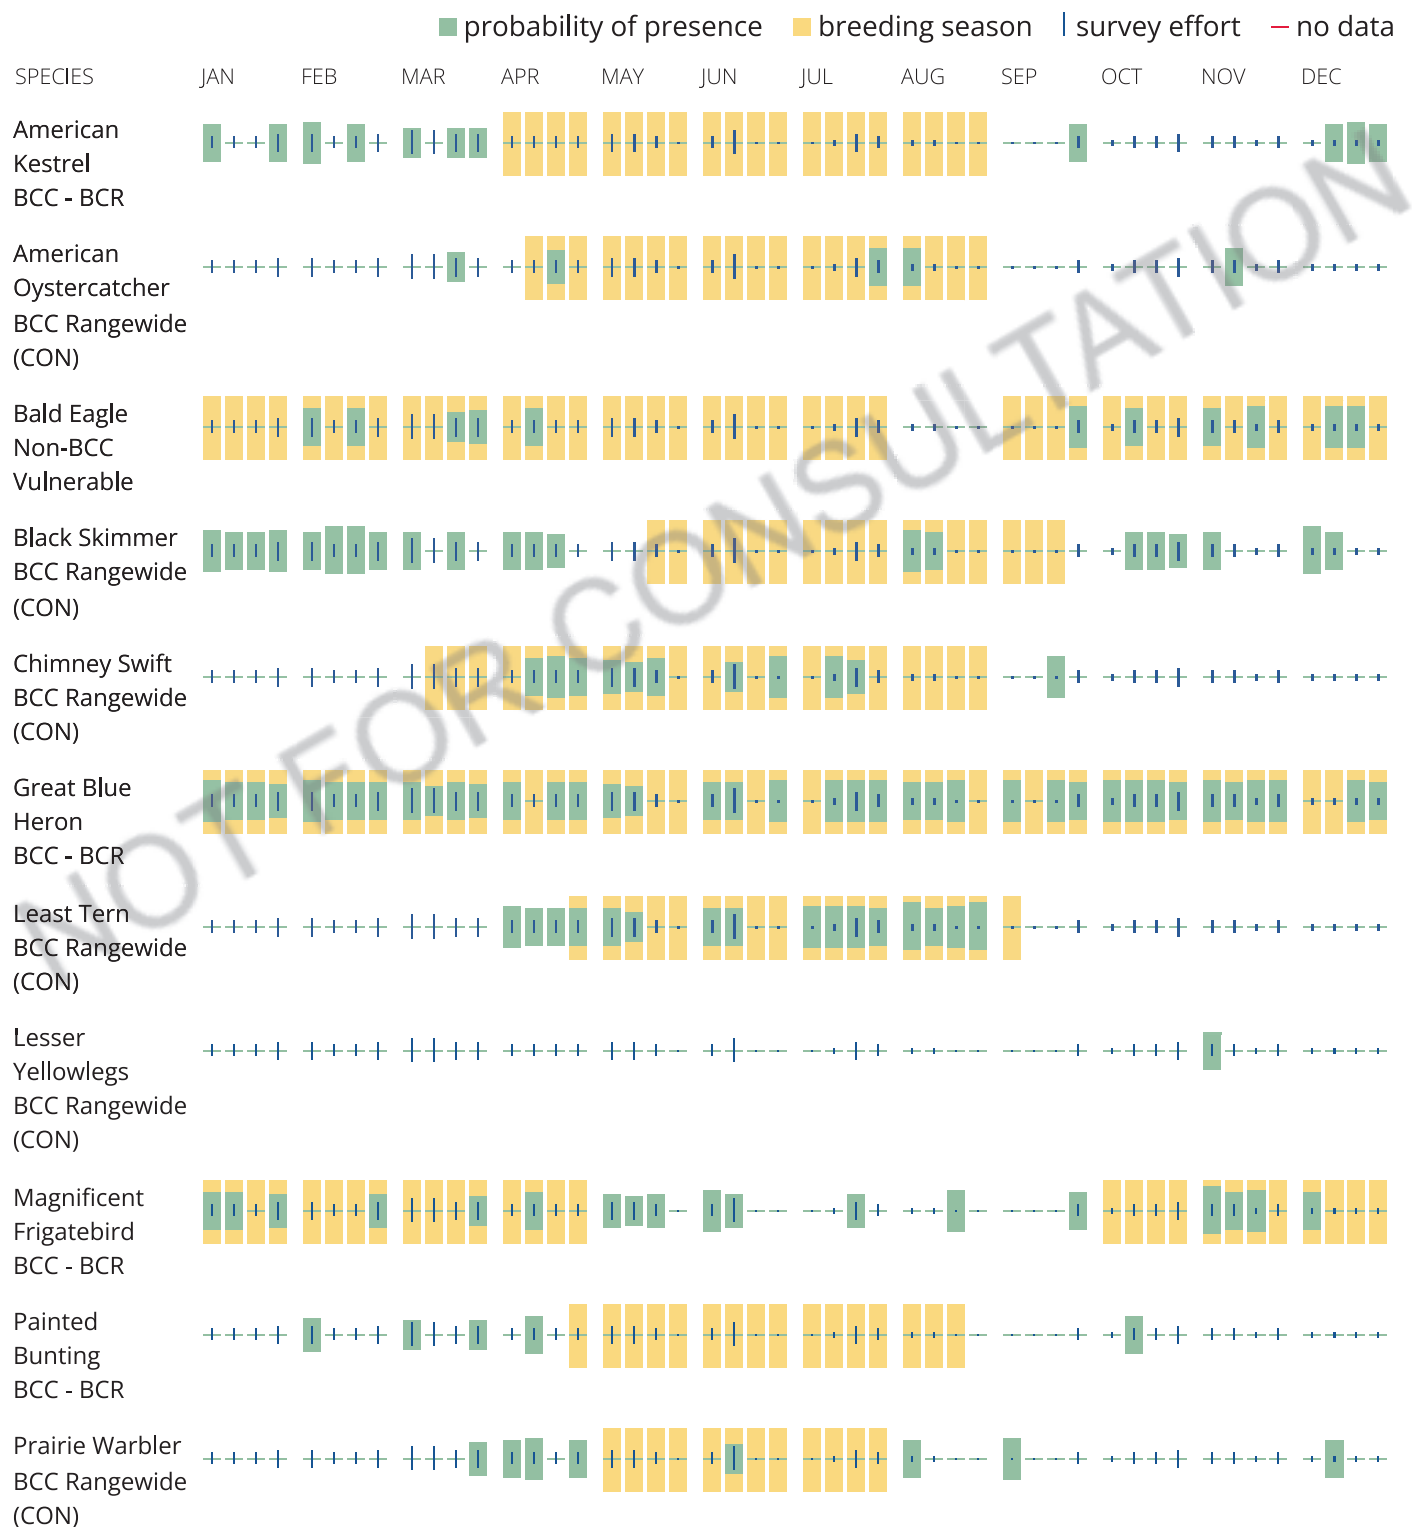 probability of presence breeding season survey effort no data
SPECIES JAN FEB MAR APR MAY JUN JUL AUG SEP OCT NOV DEC
American
Kestrel
BCC - BCR
American
Oystercatcher
BCC Rangewide
(CON)
Bald Eagle
Non-BCC
Vulnerable
Black Skimmer
BCC Rangewide
(CON)
Chimney Swift
BCC Rangewide
(CON)
Great Blue
Heron
BCC - BCR
Least Tern
BCC Rangewide
(CON)
Lesser
Yellowlegs
BCC Rangewide
(CON)
Magnificent
Frigatebird
BCC - BCR
Painted
Bunting
BCC - BCR
Prairie Warbler
BCC Rangewide
(CON)
NOT FOR CONSULTATION